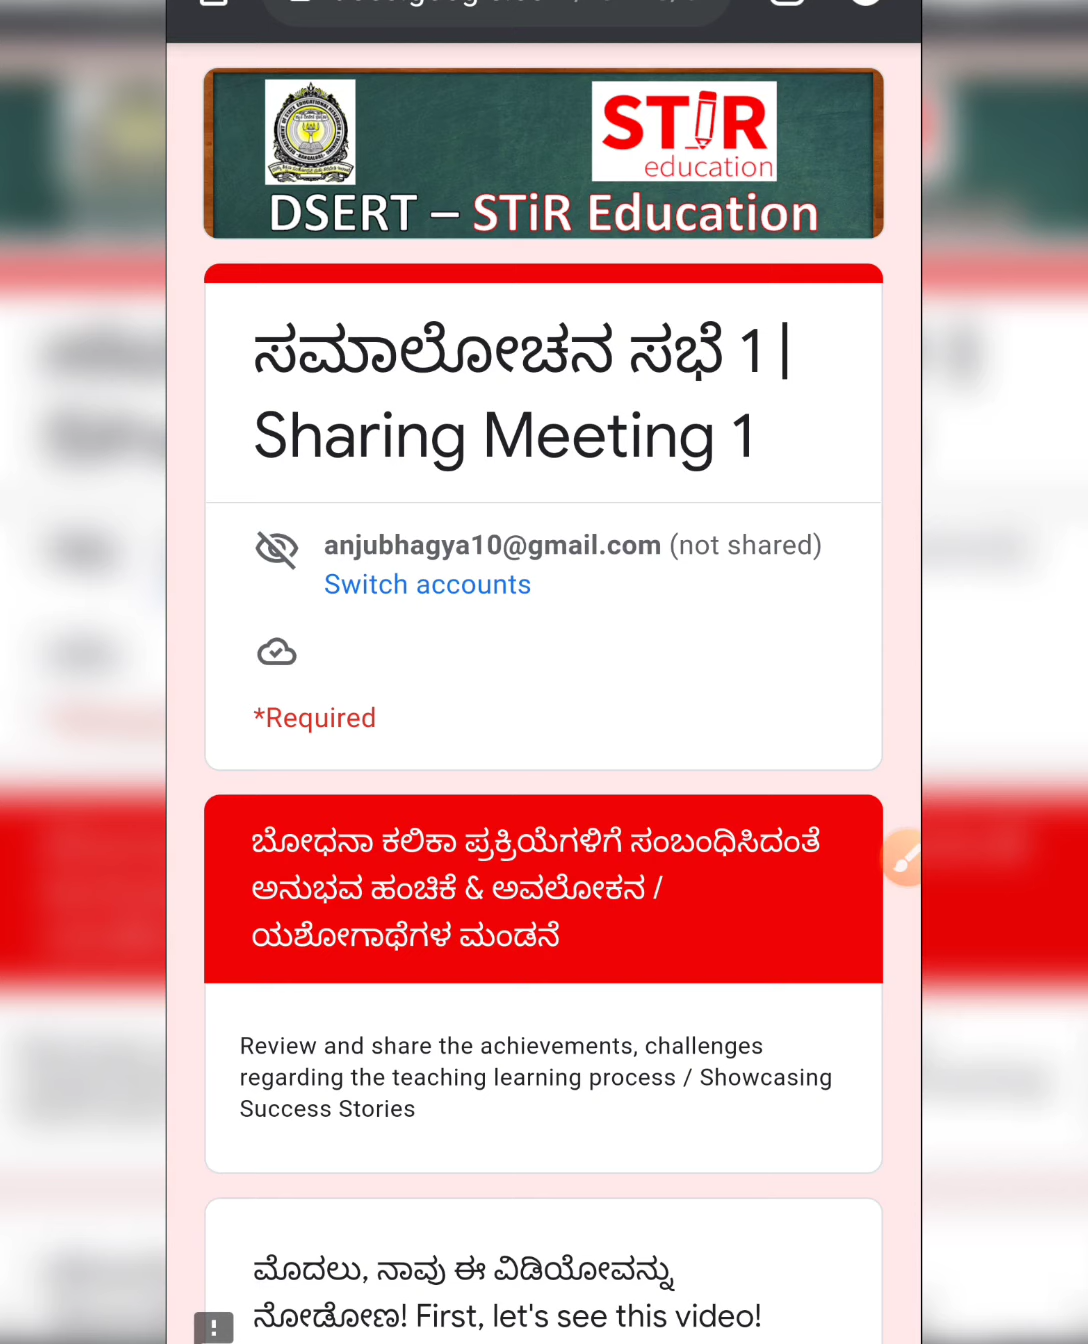 STiR
education
DSERT – STiR Education
ಸಮಾಲೋಚನ ಸಭೆ 1 |
Sharing Meeting 1
anjubhagya10@gmail.com (not shared)
Switch accounts
*Required
ಬೋಧನಾ ಕಲಿಕಾ ಪ್ರಕ್ರಿಯೆಗಳಿಗೆ ಸಂಬಂಧಿಸಿದಂತೆ
ಅನುಭವ ಹಂಚಿಕೆ & ಅವಲೋಕನ /
ಯಶೋಗಾಥೆಗಳ ಮಂಡನೆ
Review and share the achievements, challenges
regarding the teaching learning process / Showcasing
Success Stories
ಮೊದಲು, ನಾವು ಈ ವಿಡಿಯೋವನ್ನು
ನೋಡೋಣ! First, let's see this video!